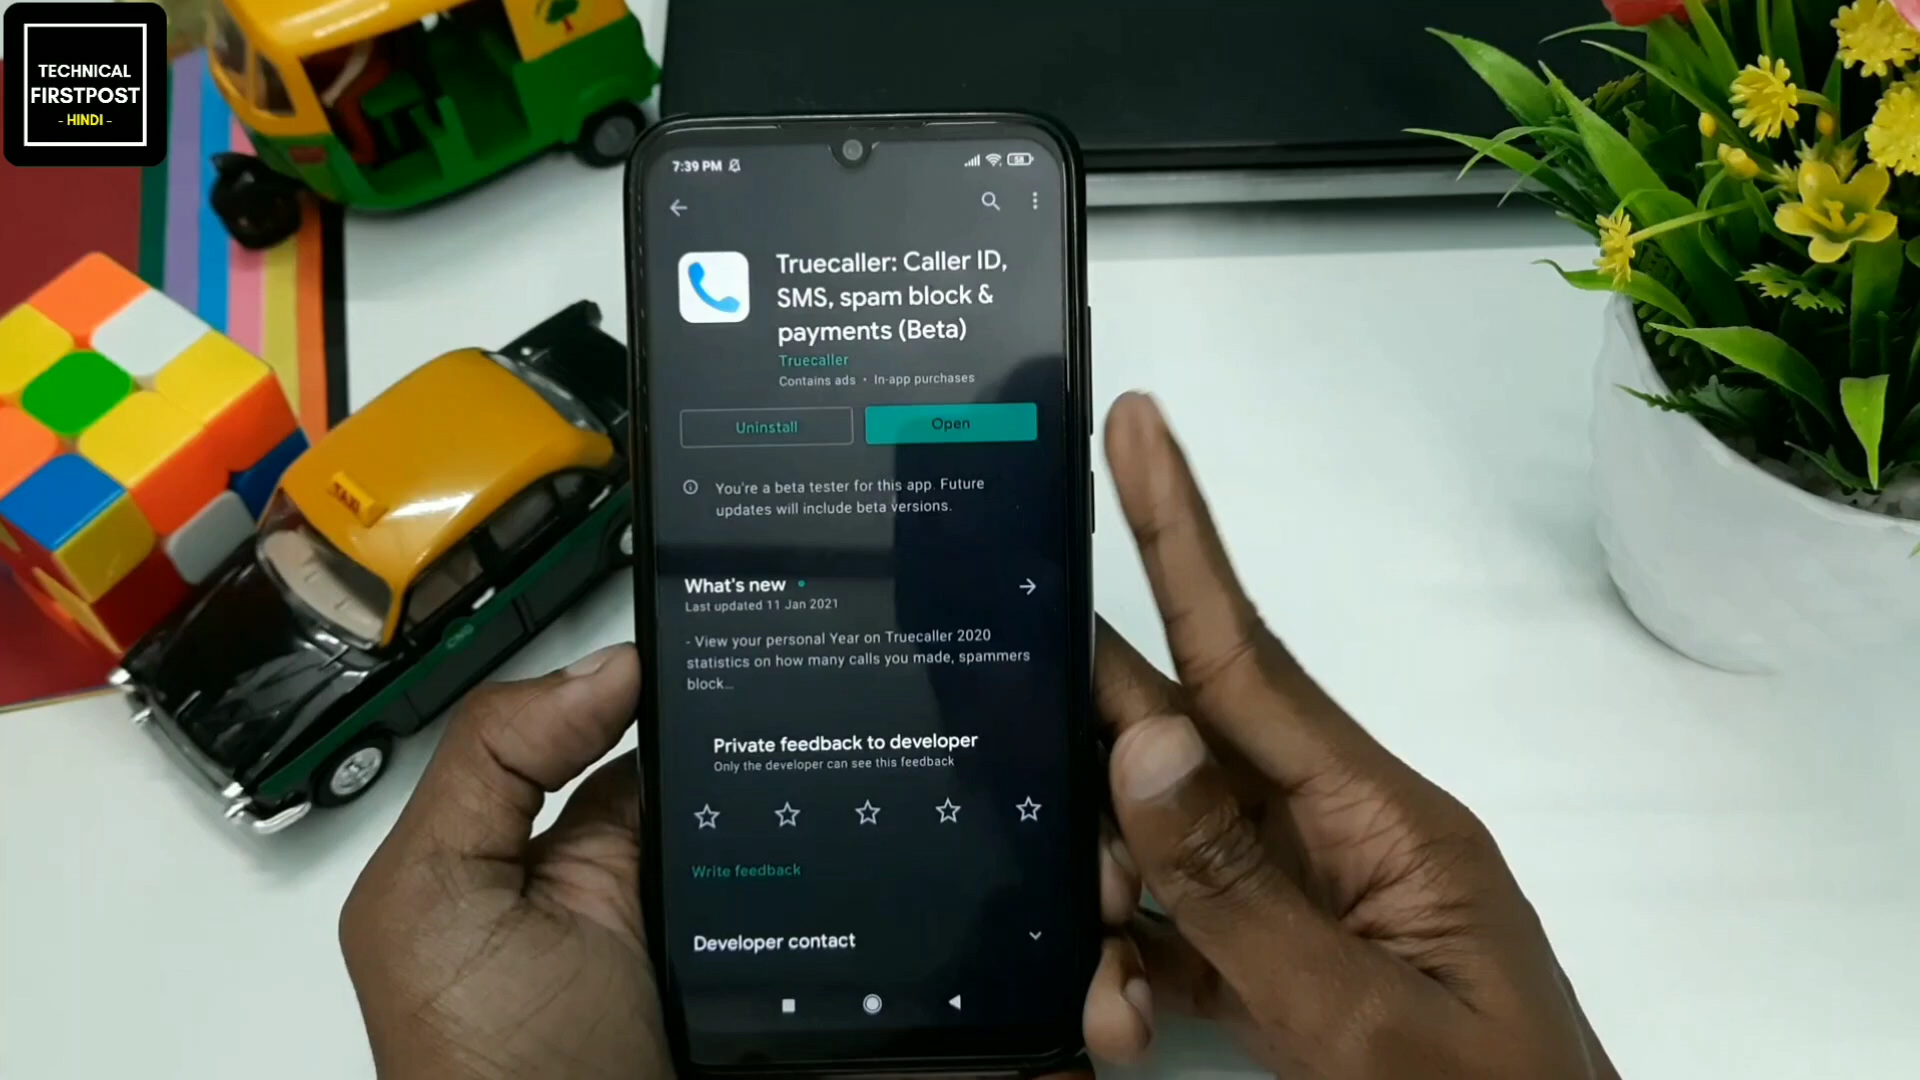 TECHNICAL
FIRSTPOST
- HINDI -
7:39 PM
58
Truecaller: Caller ID,
SMS, spam block &
payments (Beta)
Truecaller
Contains ads • In-app purchases
Uninstall
Open
You're a beta tester for this app. Future
updates will include beta versions.
What's new
Last updated 11 Jan 2021
- View your personal Year on Truecaller 2020
statistics on how many calls you made, spammers
block...
Private feedback to developer
Only the developer can see this feedback
Write feedback
Developer contact
TAXI